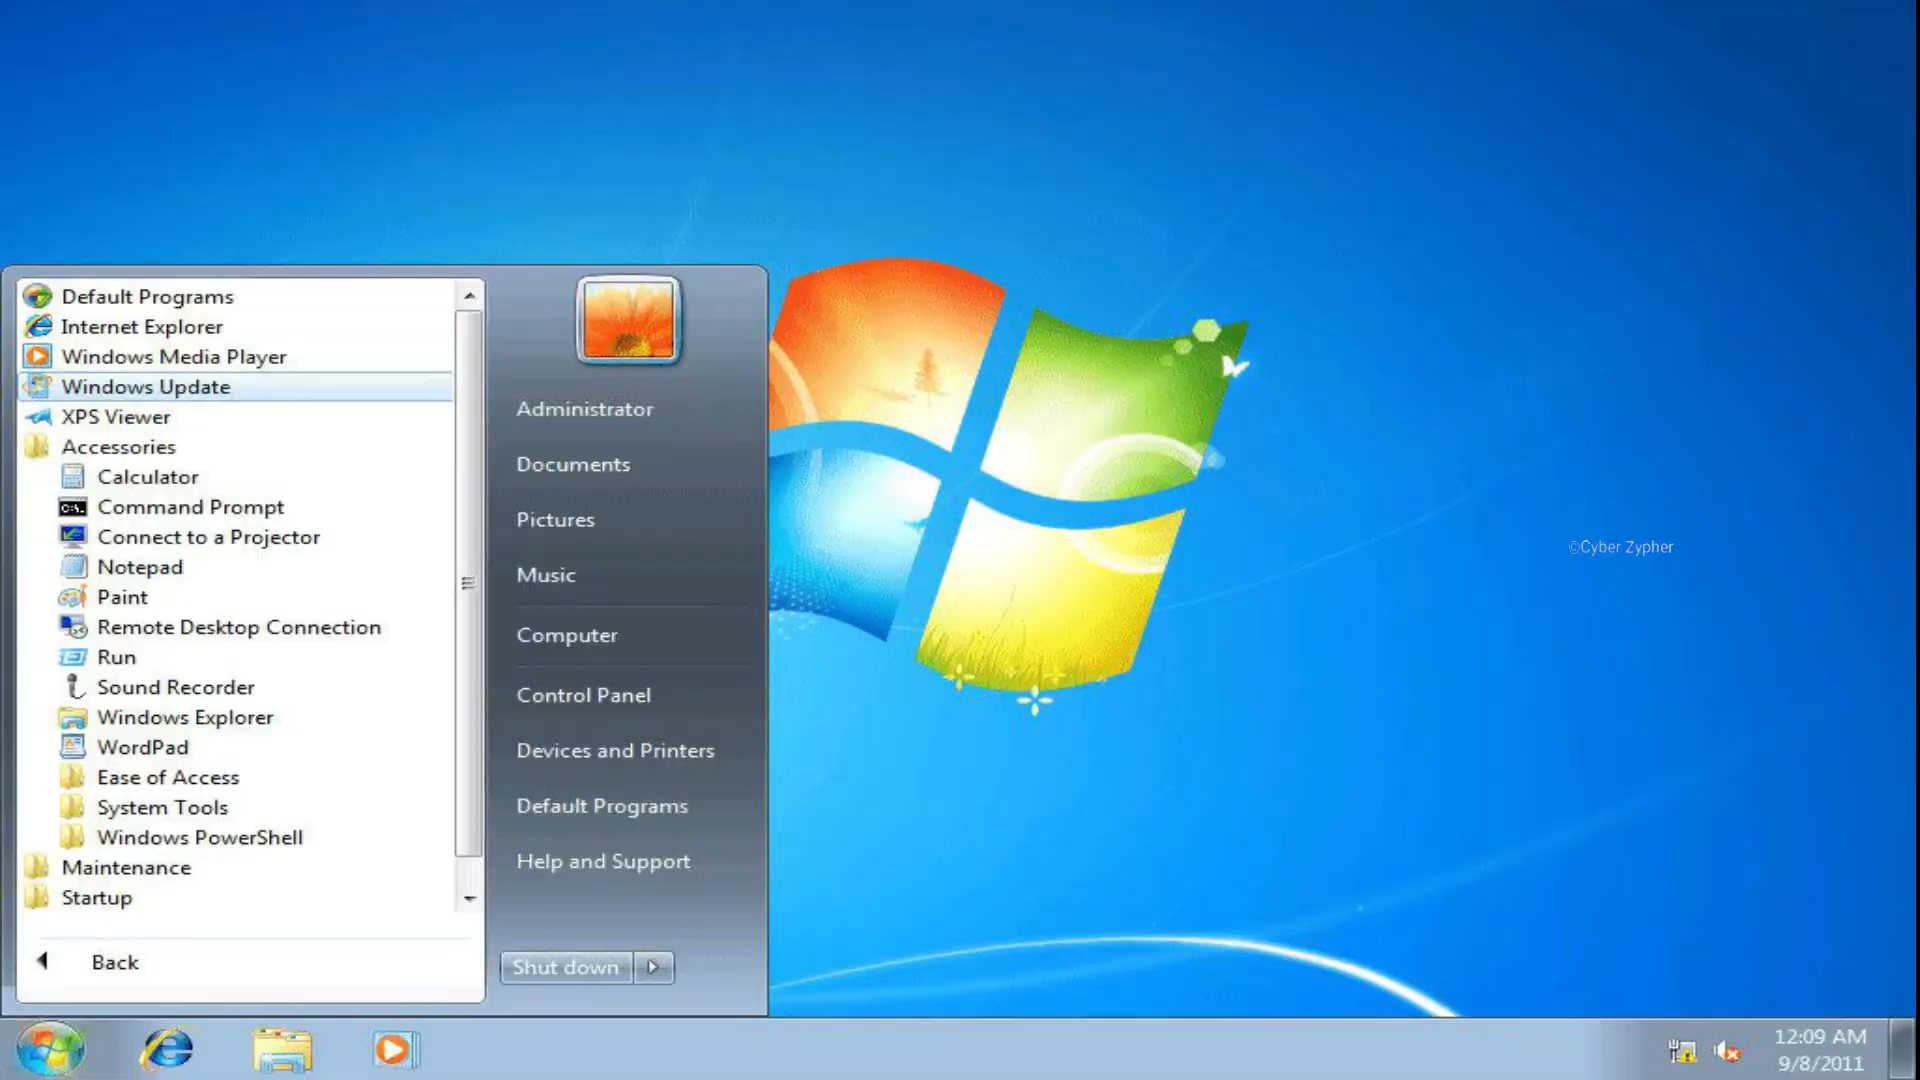 Default Programs
Internet Explorer
Windows Media Player
Windows Update
XPS Viewer
Accessories
Calculator
Command Prompt
Connect to a Projector
Notepad
Paint
Remote Desktop Connection
Run
Sound Recorder
Windows Explorer
WordPad
Ease of Access
System Tools
Windows PowerShell
Maintenance
Startup
Back
Administrator
Documents
Pictures
Music
Computer
Control Panel
Devices and Printers
Default Programs
Help and Support
Shut down
©Cyber Zypher
12:09 AM
9/8/2011